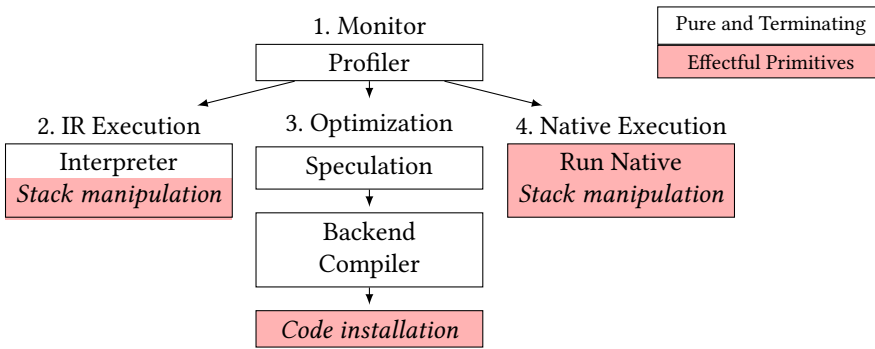 1. Monitor
Profiler
Pure and Terminating
Effectful Primitives
2. IR Execution
Interpreter
Stack manipulation
3. Optimization
Speculation
Backend
Compiler
Code installation
4. Native Execution
Run Native
Stack manipulation